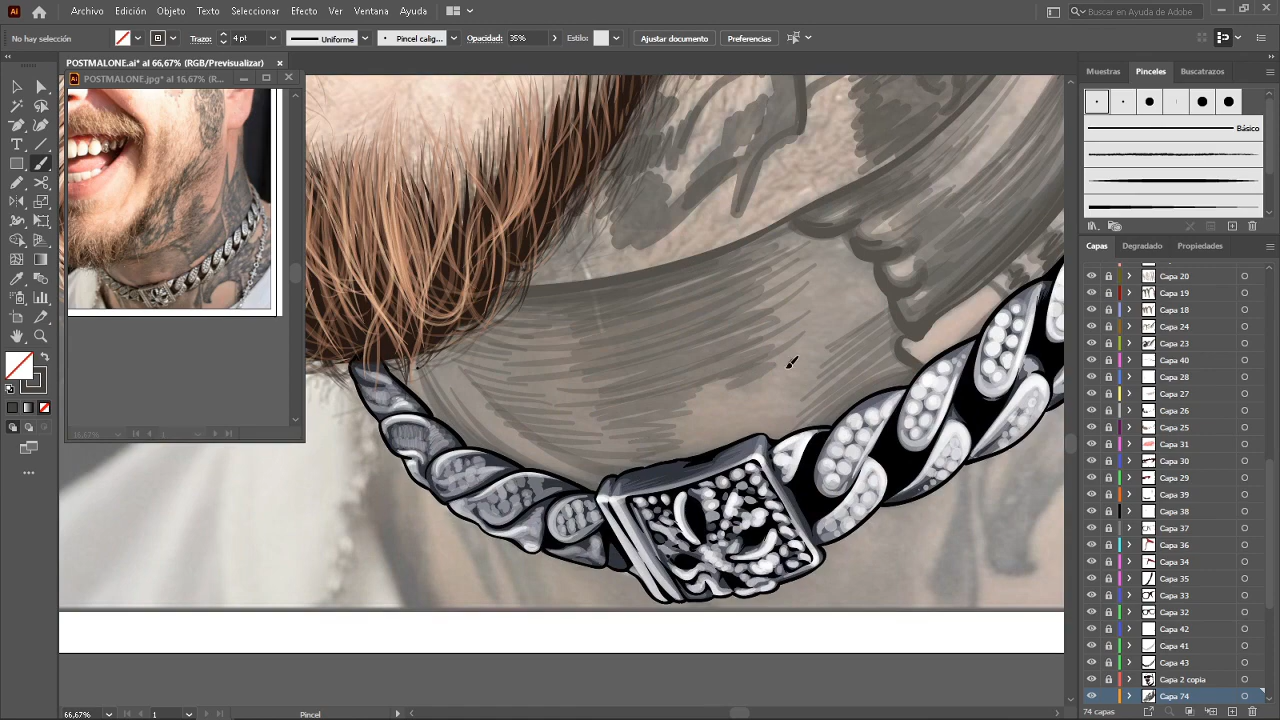 Ai Archivo Edición Objeto Texto Seleccionar Efecto Ver Ventana Ayuda Buscar en Ayuda de Adobe
No hay selección Trazo: 4 pt Uniforme Pincel calig... Opacidad: 35% Estilo: Ajustar documento Preferencias
POSTMALONE.ai* al 66,67% (RGB/Previsualizar)
Ai POSTMALONE.jpg* al 16,67% (R...
Muestras Pinceles Buscatrazos
Básico
Capas Degradado Propiedades
Capa 20
Capa 19
Capa 18
Capa 24
Capa 23
Capa 40
Capa 28
Capa 27
Capa 26
Capa 25
Capa 31
Capa 30
Capa 29
Capa 39
Capa 38
Capa 37
Capa 36
Capa 34
Capa 35
Capa 33
Capa 32
Capa 42
Capa 41
Capa 43
Capa 2 copia
Capa 74
74 capas
16,67% 1
66,67% 1 Pincel